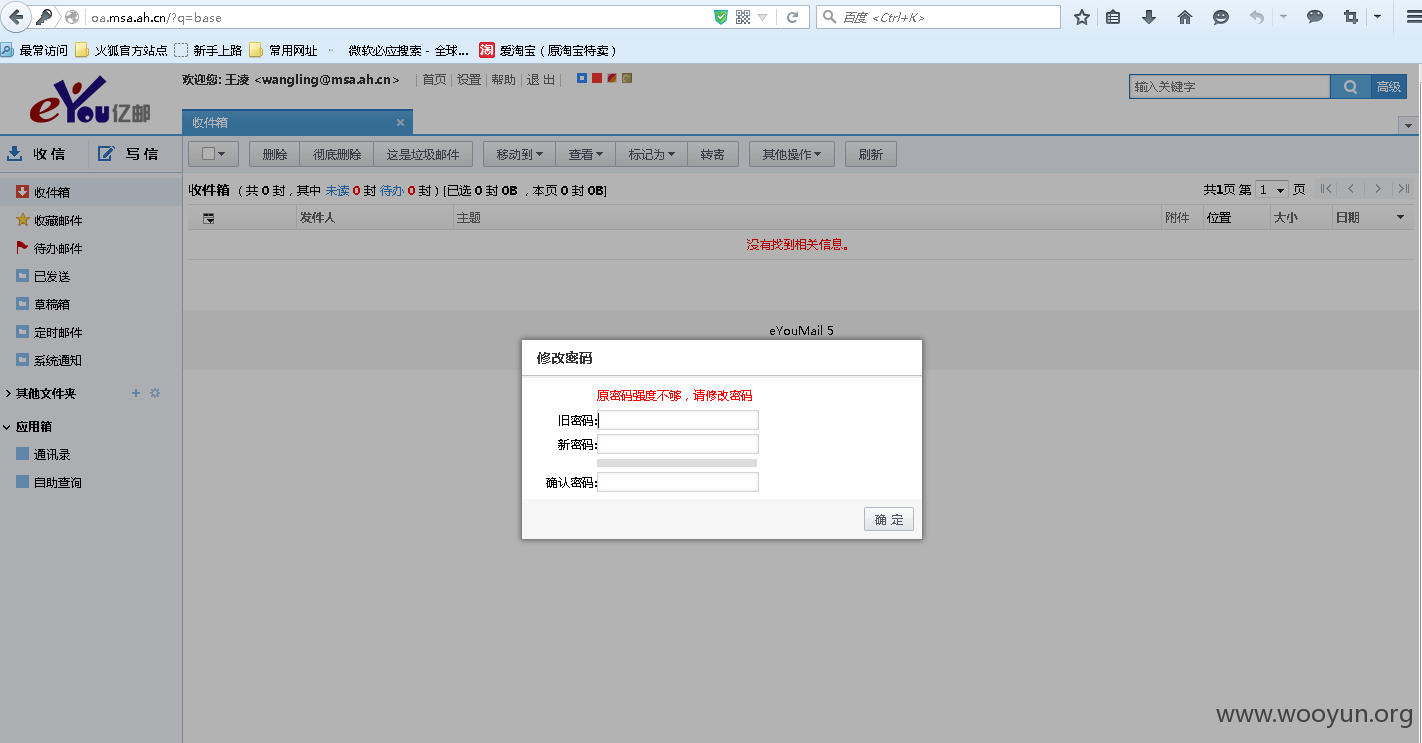 oa.msa.ah.cn/?q=base
百度 <Ctrl+K>
最常访问 火狐官方站点 新手上路 常用网址 微软必应搜索 - 全球... 淘 爱淘宝（原淘宝特卖）
eYou亿邮
欢迎您: 王凌 <wangling@msa.ah.cn> | 首页 | 设置 | 帮助 | 退 出 |
输入关键字 高级
收件箱 ×
收 信 写 信
删除 彻底删除 这是垃圾邮件 移动到 查看 标记为 转寄 其他操作 刷新
收件箱（共 0 封，其中 未读 0 封 待办 0 封）[已选 0 封 0B ，本页 0 封 0B]
共1页 第 1 页
发件人 主题 附件 位置 大小 日期
没有找到相关信息。
收件箱
收藏邮件
待办邮件
已发送
草稿箱
定时邮件
系统通知
其他文件夹 +
应用箱
通讯录
自助查询
eYouMail 5
修改密码
原密码强度不够，请修改密码
旧密码:
新密码:
确认密码:
确 定
www.wooyun.org